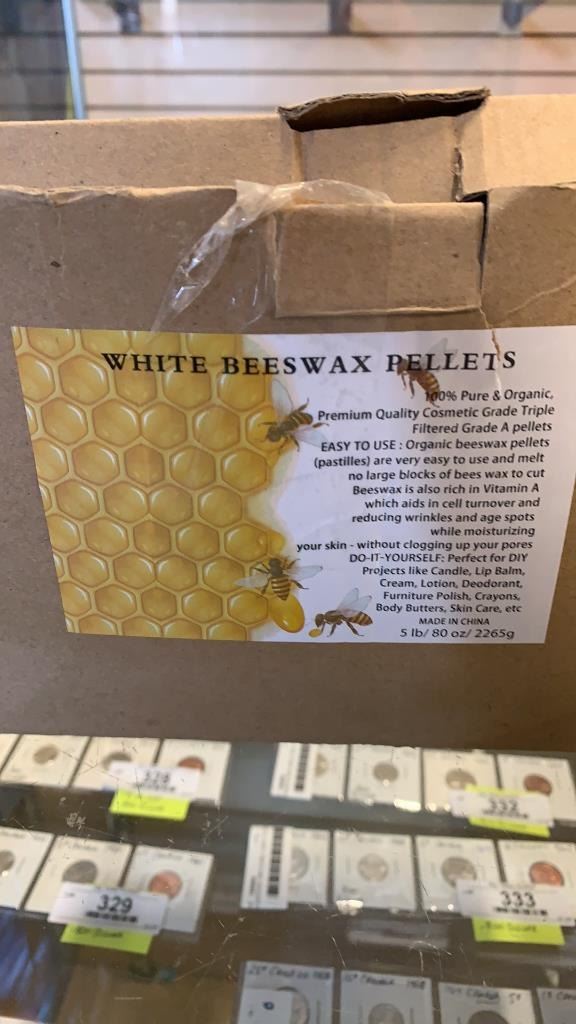 WHITE BEESWAX PELLETS
100% Pure & Organic,
Premium Quality Cosmetic Grade Triple
Filtered Grade A pellets
EASY TO USE : Organic beeswax pellets
(pastilles) are very easy to use and melt
no large blocks of bees wax to cut
Beeswax is also rich in Vitamin A
which aids in cell turnover and
reducing wrinkles and age spots
while moisturizing
your skin - without clogging up your pores
DO-IT-YOURSELF: Perfect for DIY
Projects like Candle, Lip Balm,
Cream, Lotion, Deodorant,
Furniture Polish, Crayons,
Body Butters, Skin Care, etc
MADE IN CHINA
5 lb/ 80 oz/ 2265g
328
332
329
333